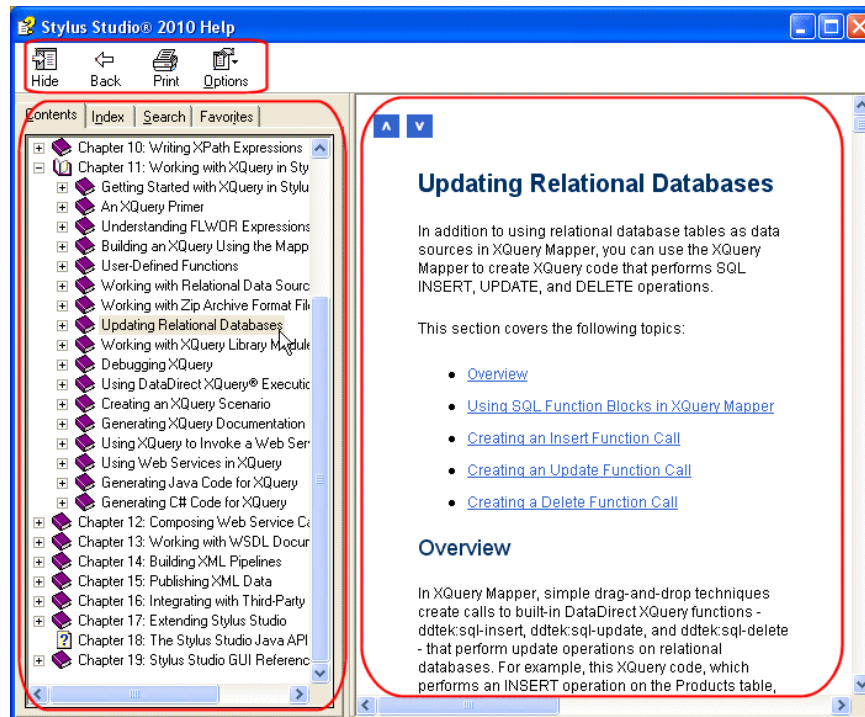 Stylus Studio® 2010 Help
Hide Back Print Options
Contents Index Search Favorites
Chapter 10: Writing XPath Expressions
Chapter 11: Working with XQuery in Sty
Getting Started with XQuery in Stylu
An XQuery Primer
Understanding FLWOR Expressions
Building an XQuery Using the Mapp
User-Defined Functions
Working with Relational Data Sourc
Working with Zip Archive Format File
Updating Relational Databases
Working with XQuery Library Module
Debugging XQuery
Using DataDirect XQuery® Executio
Creating an XQuery Scenario
Generating XQuery Documentation
Using XQuery to Invoke a Web Ser
Using Web Services in XQuery
Generating Java Code for XQuery
Generating C# Code for XQuery
Chapter 12: Composing Web Service Ca
Chapter 13: Working with WSDL Docur
Chapter 14: Building XML Pipelines
Chapter 15: Publishing XML Data
Chapter 16: Integrating with Third-Party
Chapter 17: Extending Stylus Studio
Chapter 18: The Stylus Studio Java API
Chapter 19: Stylus Studio GUI Referenc
Updating Relational Databases
In addition to using relational database tables as data
sources in XQuery Mapper, you can use the XQuery
Mapper to create XQuery code that performs SQL
INSERT, UPDATE, and DELETE operations.
This section covers the following topics:
• Overview
• Using SQL Function Blocks in XQuery Mapper
• Creating an Insert Function Call
• Creating an Update Function Call
• Creating a Delete Function Call
Overview
In XQuery Mapper, simple drag-and-drop techniques
create calls to built-in DataDirect XQuery functions -
ddtek:sql-insert, ddtek:sql-update, and ddtek:sql-delete
- that perform update operations on relational
databases. For example, this XQuery code, which
performs an INSERT operation on the Products table,